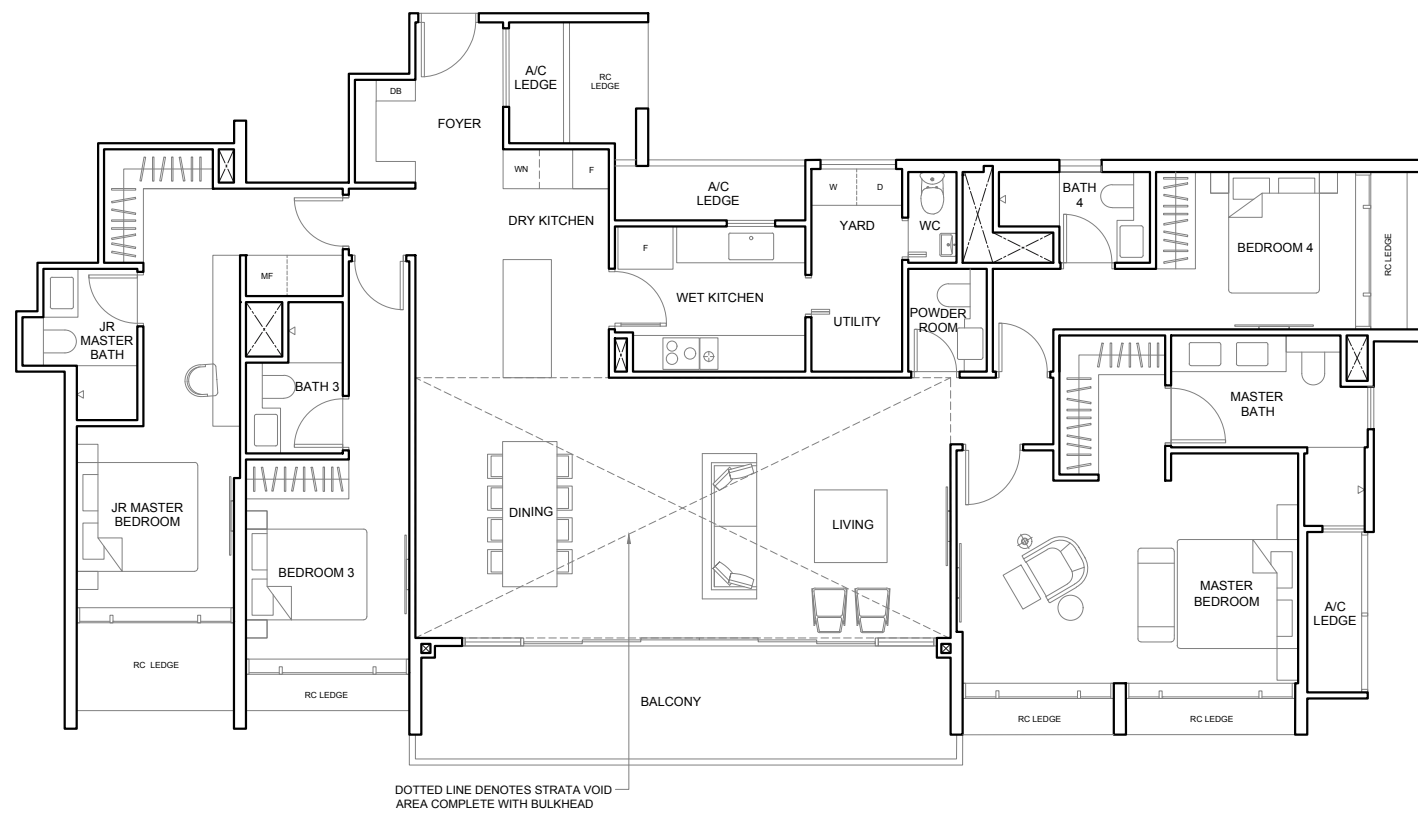 A/C
LEDGE
RC
LEDGE
DB
FOYER
WN
F
DRY KITCHEN
A/C
LEDGE
W
D
YARD
WC
BATH
4
BEDROOM 4
RC LEDGE
MF
F
WET KITCHEN
UTILITY
POWDER
ROOM
JR
MASTER
BATH
BATH 3
MASTER
BATH
JR MASTER
BEDROOM
DINING
LIVING
BEDROOM 3
MASTER
BEDROOM
A/C
LEDGE
RC LEDGE
RC LEDGE
BALCONY
RC LEDGE
RC LEDGE
DOTTED LINE DENOTES STRATA VOID
AREA COMPLETE WITH BULKHEAD